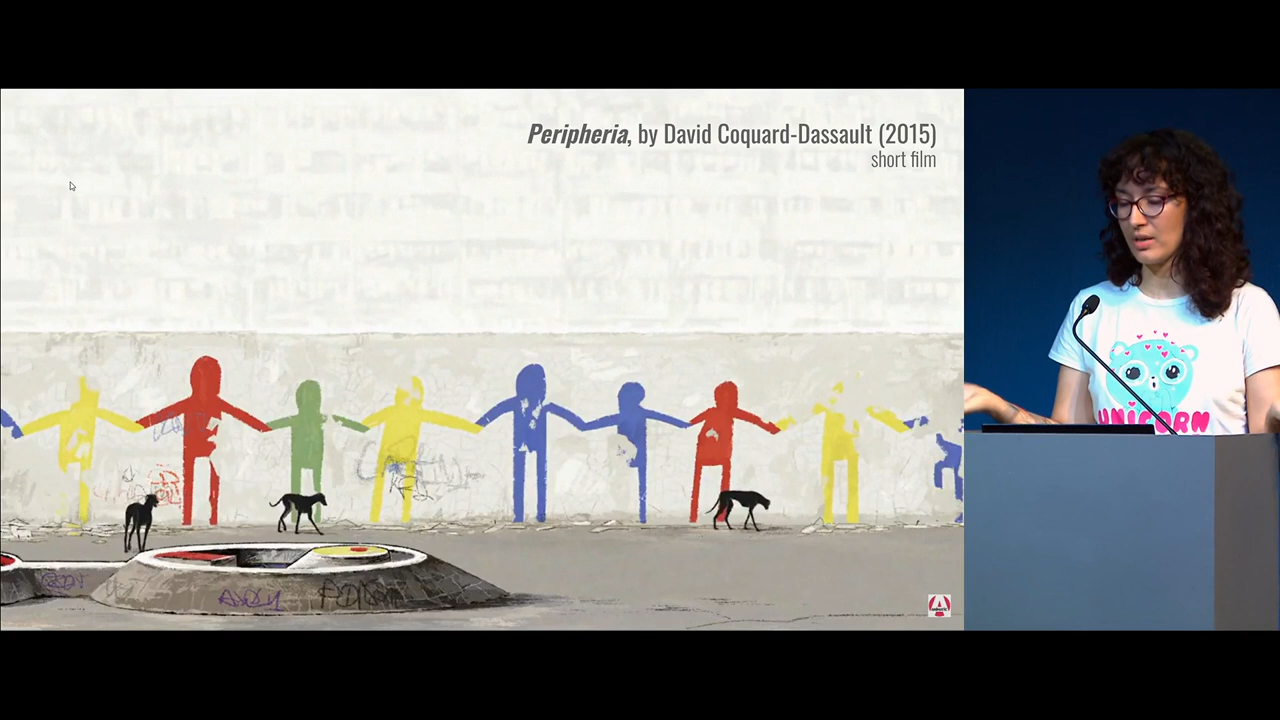 Peripheria, by David Coquard-Dassault (2015)
short film
UNICORN